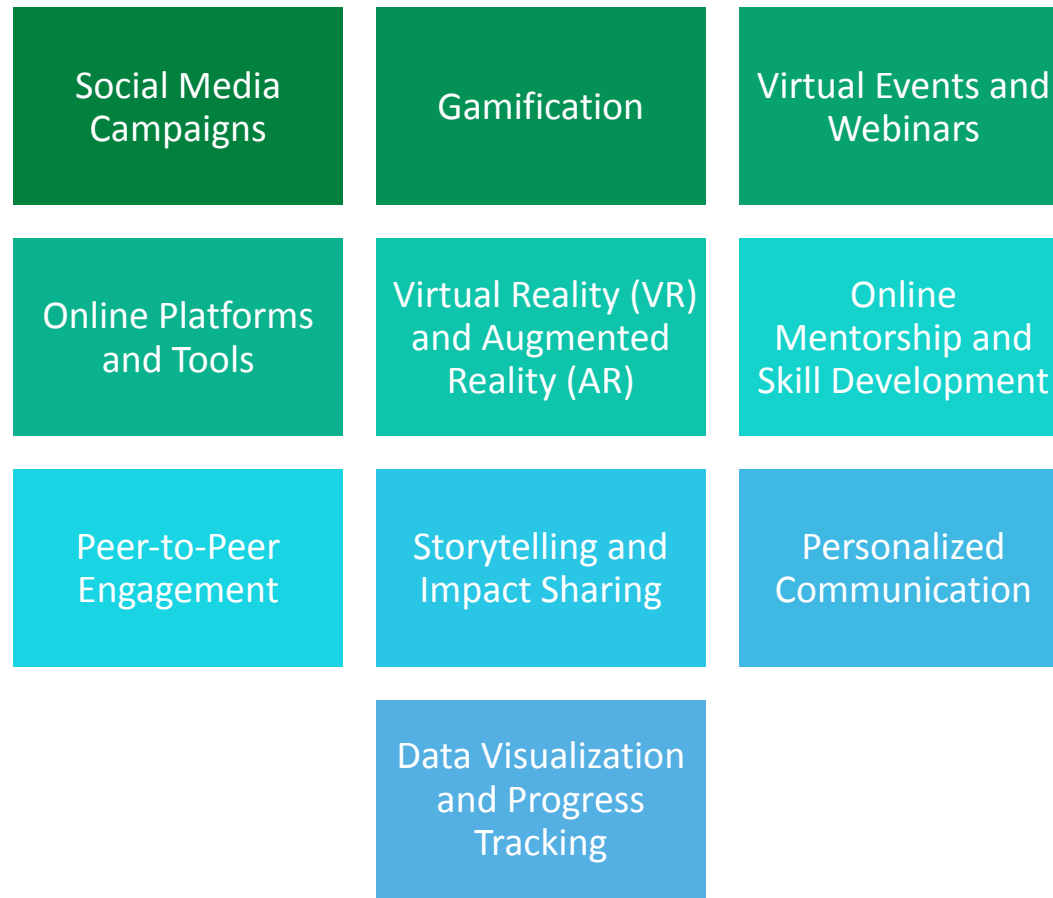 Social Media
Campaigns
Gamification
Virtual Events and
Webinars
Online Platforms
and Tools
Virtual Reality (VR)
and Augmented
Reality (AR)
Online
Mentorship and
Skill Development
Peer-to-Peer
Engagement
Storytelling and
Impact Sharing
Personalized
Communication
Data Visualization
and Progress
Tracking